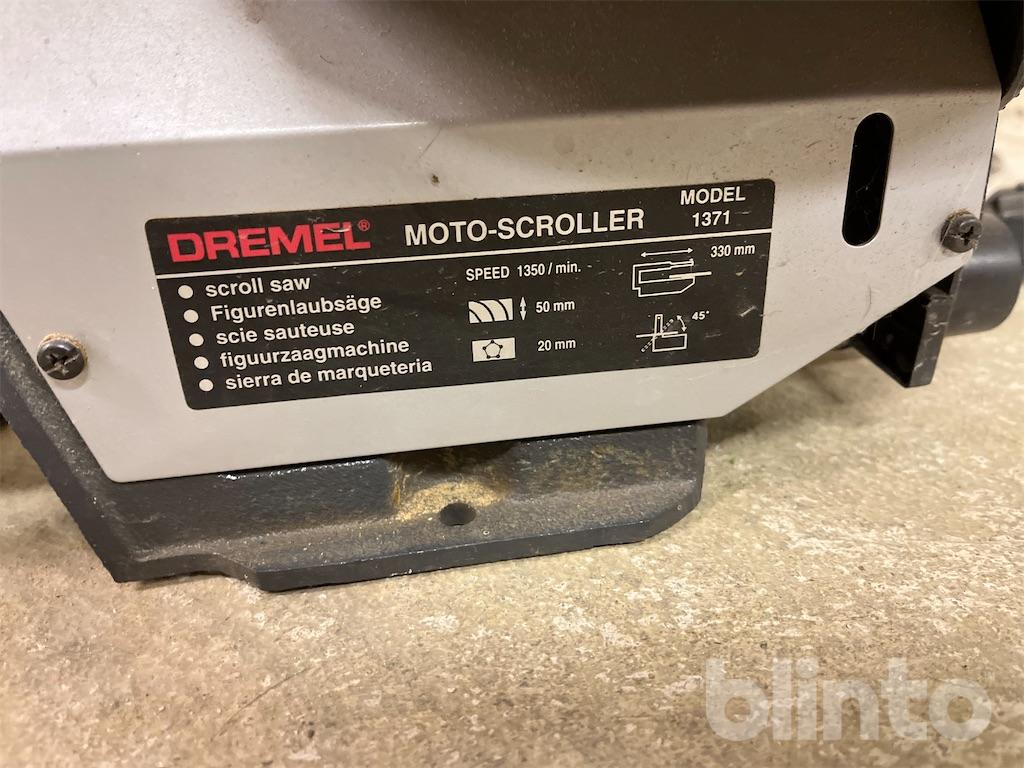 DREMEL® MOTO-SCROLLER MODEL 1371
scroll saw
Figurenlaubsäge
scie sauteuse
figuurzaagmachine
sierra de marqueteria
SPEED 1350 / min.
50 mm
20 mm
330 mm
45°
blinto